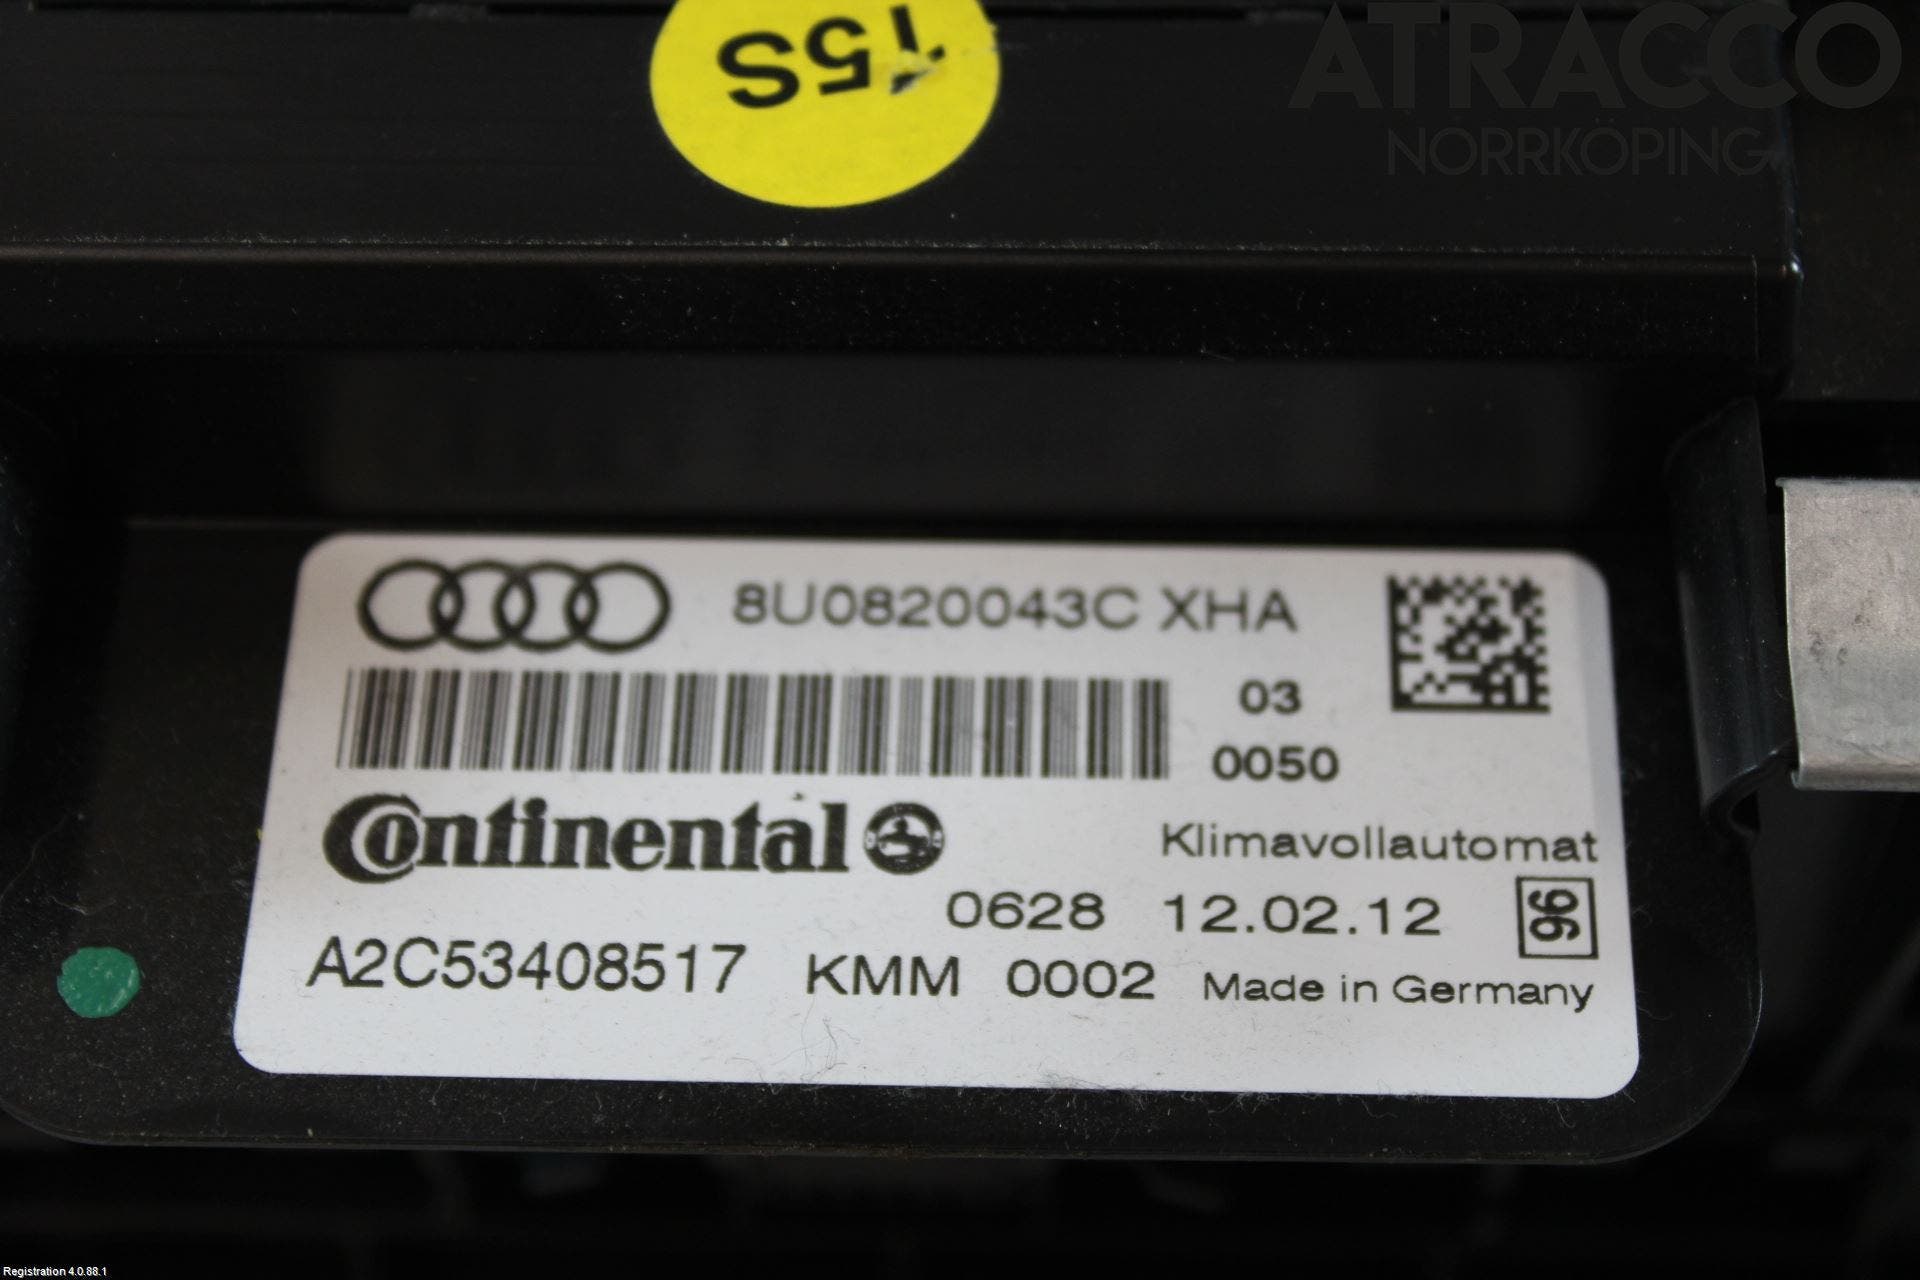 15S
ATRACCO
NORRKÖPING
8U0820043C XHA
03
0050
Continental
Klimavollautomat
0628 12.02.12
96
A2C53408517 KMM 0002 Made in Germany
Registration 4.0.88.1